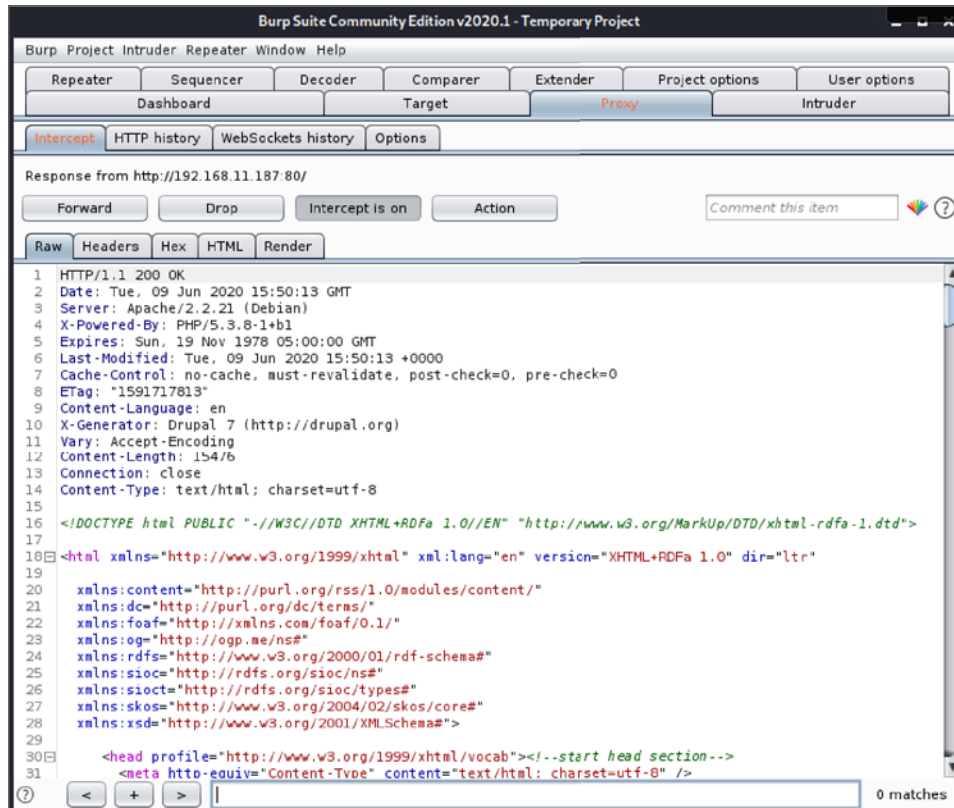 Burp Suite Community Edition v2020.1 - Temporary Project
Burp Project Intruder Repeater Window Help
Repeater Sequencer Decoder Comparer Extender Project options User options
Dashboard Target Proxy Intruder
Intercept HTTP history WebSockets history Options
Response from http://192.168.11.187:80/
Forward Drop Intercept is on Action Comment this item ?
Raw Headers Hex HTML Render
1 HTTP/1.1 200 OK
2 Date: Tue, 09 Jun 2020 15:50:13 GMT
3 Server: Apache/2.2.21 (Debian)
4 X-Powered-By: PHP/5.3.8-1+b1
5 Expires: Sun, 19 Nov 1978 05:00:00 GMT
6 Last-Modified: Tue, 09 Jun 2020 15:50:13 +0000
7 Cache-Control: no-cache, must-revalidate, post-check=0, pre-check=0
8 ETag: "1591717813"
9 Content-Language: en
10 X-Generator: Drupal 7 (http://drupal.org)
11 Vary: Accept-Encoding
12 Content-Length: 15476
13 Connection: close
14 Content-Type: text/html; charset=utf-8
15
16 <!DOCTYPE html PUBLIC "-//W3C//DTD XHTML+RDFa 1.0//EN" "http://www.w3.org/MarkUp/DTD/xhtml-rdfa-1.dtd">
17
18 <html xmlns="http://www.w3.org/1999/xhtml" xml:lang="en" version="XHTML+RDFa 1.0" dir="ltr"
19
20 xmlns:content="http://purl.org/rss/1.0/modules/content/"
21 xmlns:dc="http://purl.org/dc/terms/"
22 xmlns:foaf="http://xmlns.com/foaf/0.1/"
23 xmlns:og="http://ogp.me/ns#"
24 xmlns:rdfs="http://www.w3.org/2000/01/rdf-schema#"
25 xmlns:sioc="http://rdfs.org/sioc/ns#"
26 xmlns:sioct="http://rdfs.org/sioc/types#"
27 xmlns:skos="http://www.w3.org/2004/02/skos/core#"
28 xmlns:xsd="http://www.w3.org/2001/XMLSchema#">
29
30 <head profile="http://www.w3.org/1999/xhtml/vocab"><!--start head section-->
31 <meta http-equiv="Content-Type" content="text/html; charset=utf-8" />
? < + > 0 matches